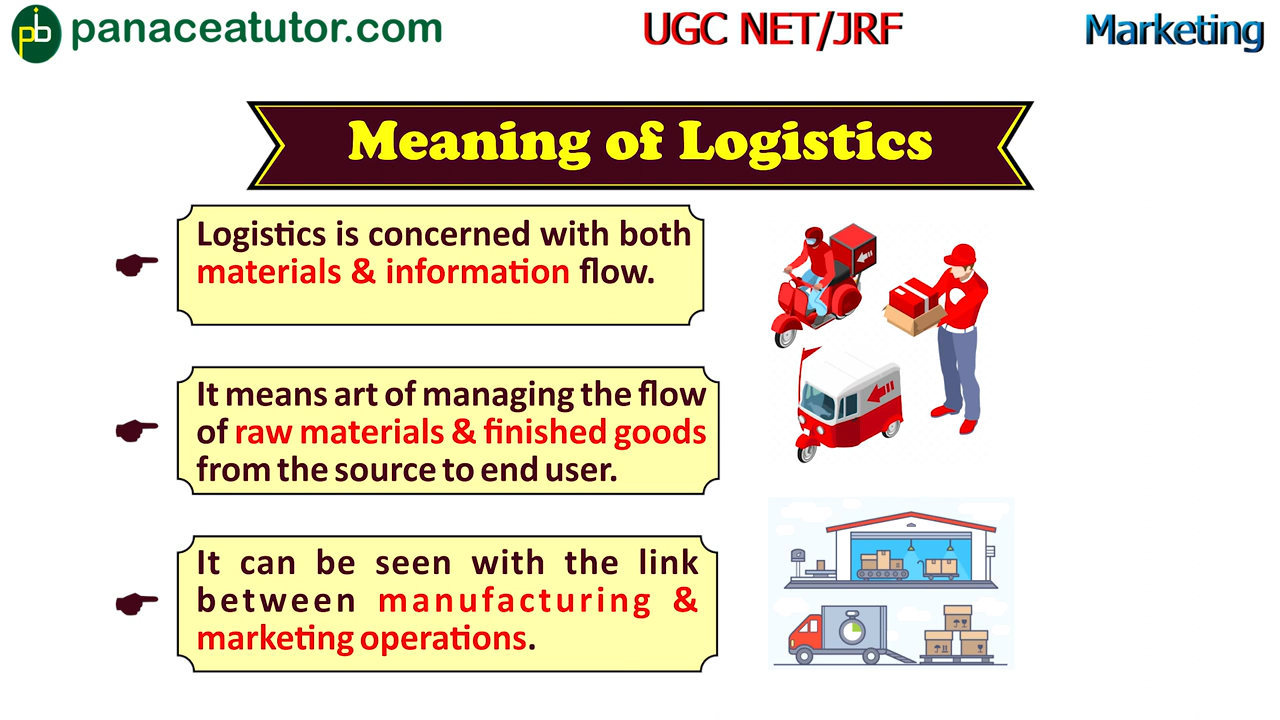 pb panaceatutor.com
UGC NET/JRF
Marketing
Meaning of Logistics
Logistics is concerned with both
materials & information flow.
It means art of managing the flow
of raw materials & finished goods
from the source to end user.
It can be seen with the link
between manufacturing &
marketing operations.